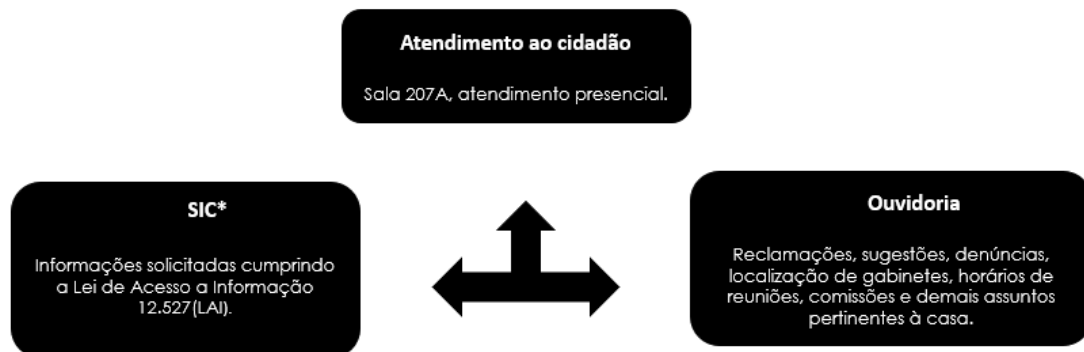 Atendimento ao cidadão
Sala 207A, atendimento presencial.
SIC*
Informações solicitadas cumprindo
a Lei de Acesso a Informação
12.527(LAI).
Ouvidoria
Reclamações, sugestões, denúncias,
localização de gabinetes, horários de
reuniões, comissões e demais assuntos
pertinentes à casa.